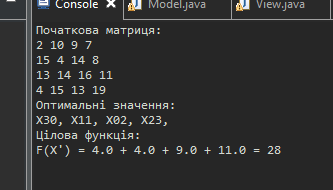 Console Model.java View.java
Початкова матриця:
2 10 9 7
15 4 14 8
13 14 16 11
4 15 13 19
Оптимальні значення:
X30, X11, X02, X23,
Цілова функція:
F(X') = 4.0 + 4.0 + 9.0 + 11.0 = 28